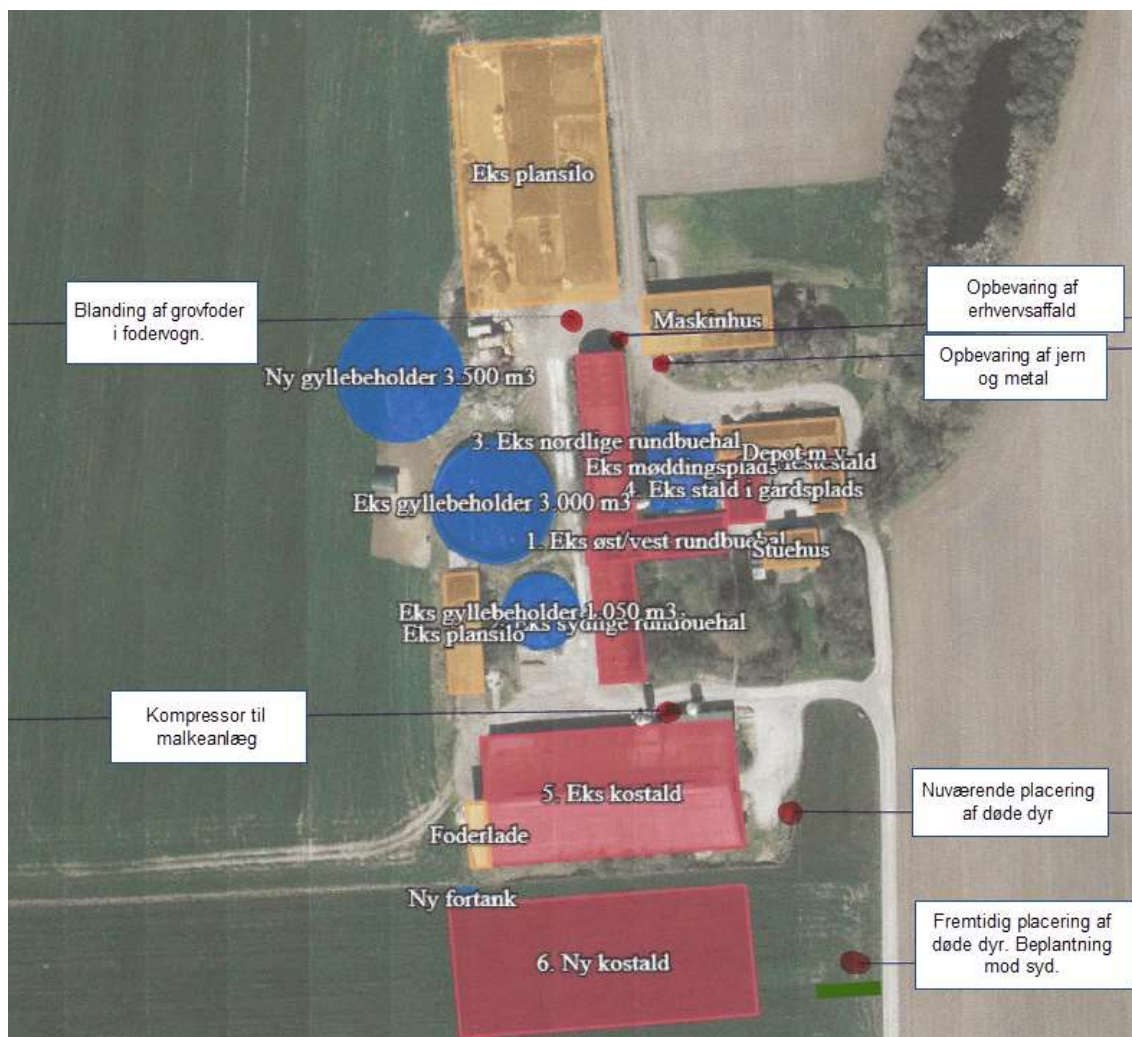 Eks plansilo
Blanding af grovfoder
i fodervogn.
Opbevaring af
erhvervsaffald
Maskinhus
Opbevaring af jern
og metal
Ny gyllebeholder 3.500 m3
3. Eks nordlige rundbuehal
Depot m.v.
Eks møddingsplads
Hestestald
4. Eks stald i gårdsplads
Eks gyllebeholder 3.000 m3
1. Eks øst/vest rundbuehal
Stuehus
Eks gyllebeholder 1.050 m3
Eks sydlige rundbuehal
Eks plansilo
Kompressor til
malkeanlæg
5. Eks kostald
Nuværende placering
af døde dyr
Foderlade
Ny fortank
Fremtidig placering af
døde dyr. Beplantning
mod syd.
6. Ny kostald